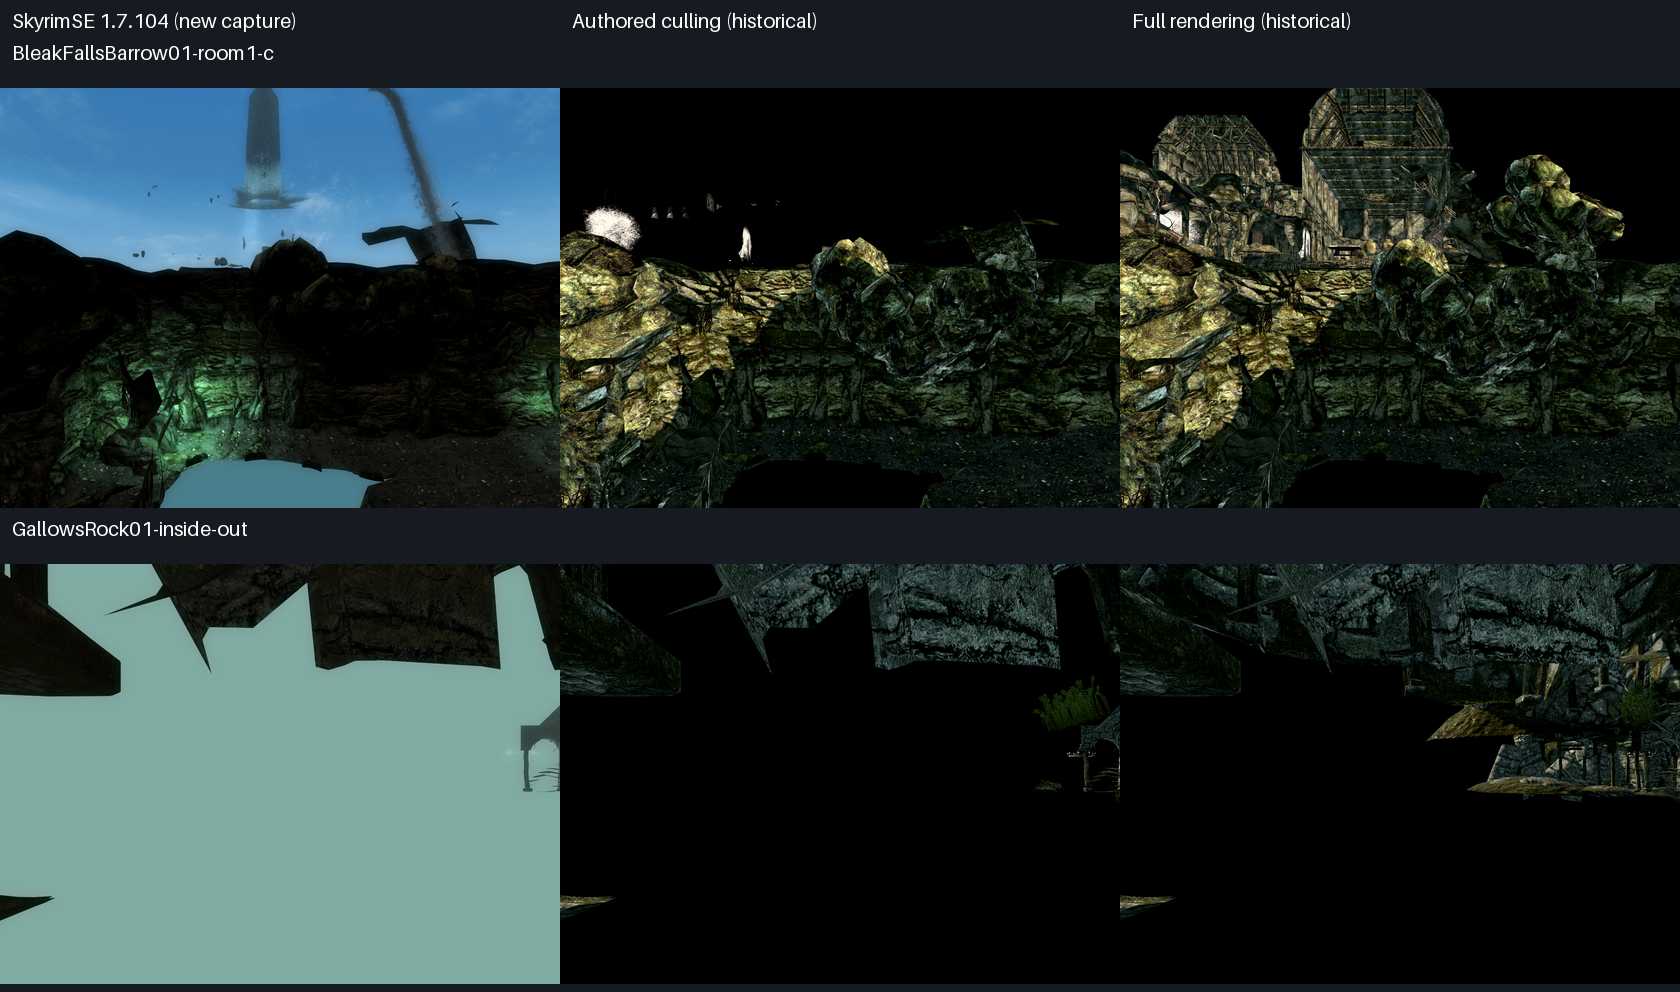 SkyrimSE 1.7.104 (new capture)
Authored culling (historical)
Full rendering (historical)
BleakFallsBarrow01-room1-c
GallowsRock01-inside-out